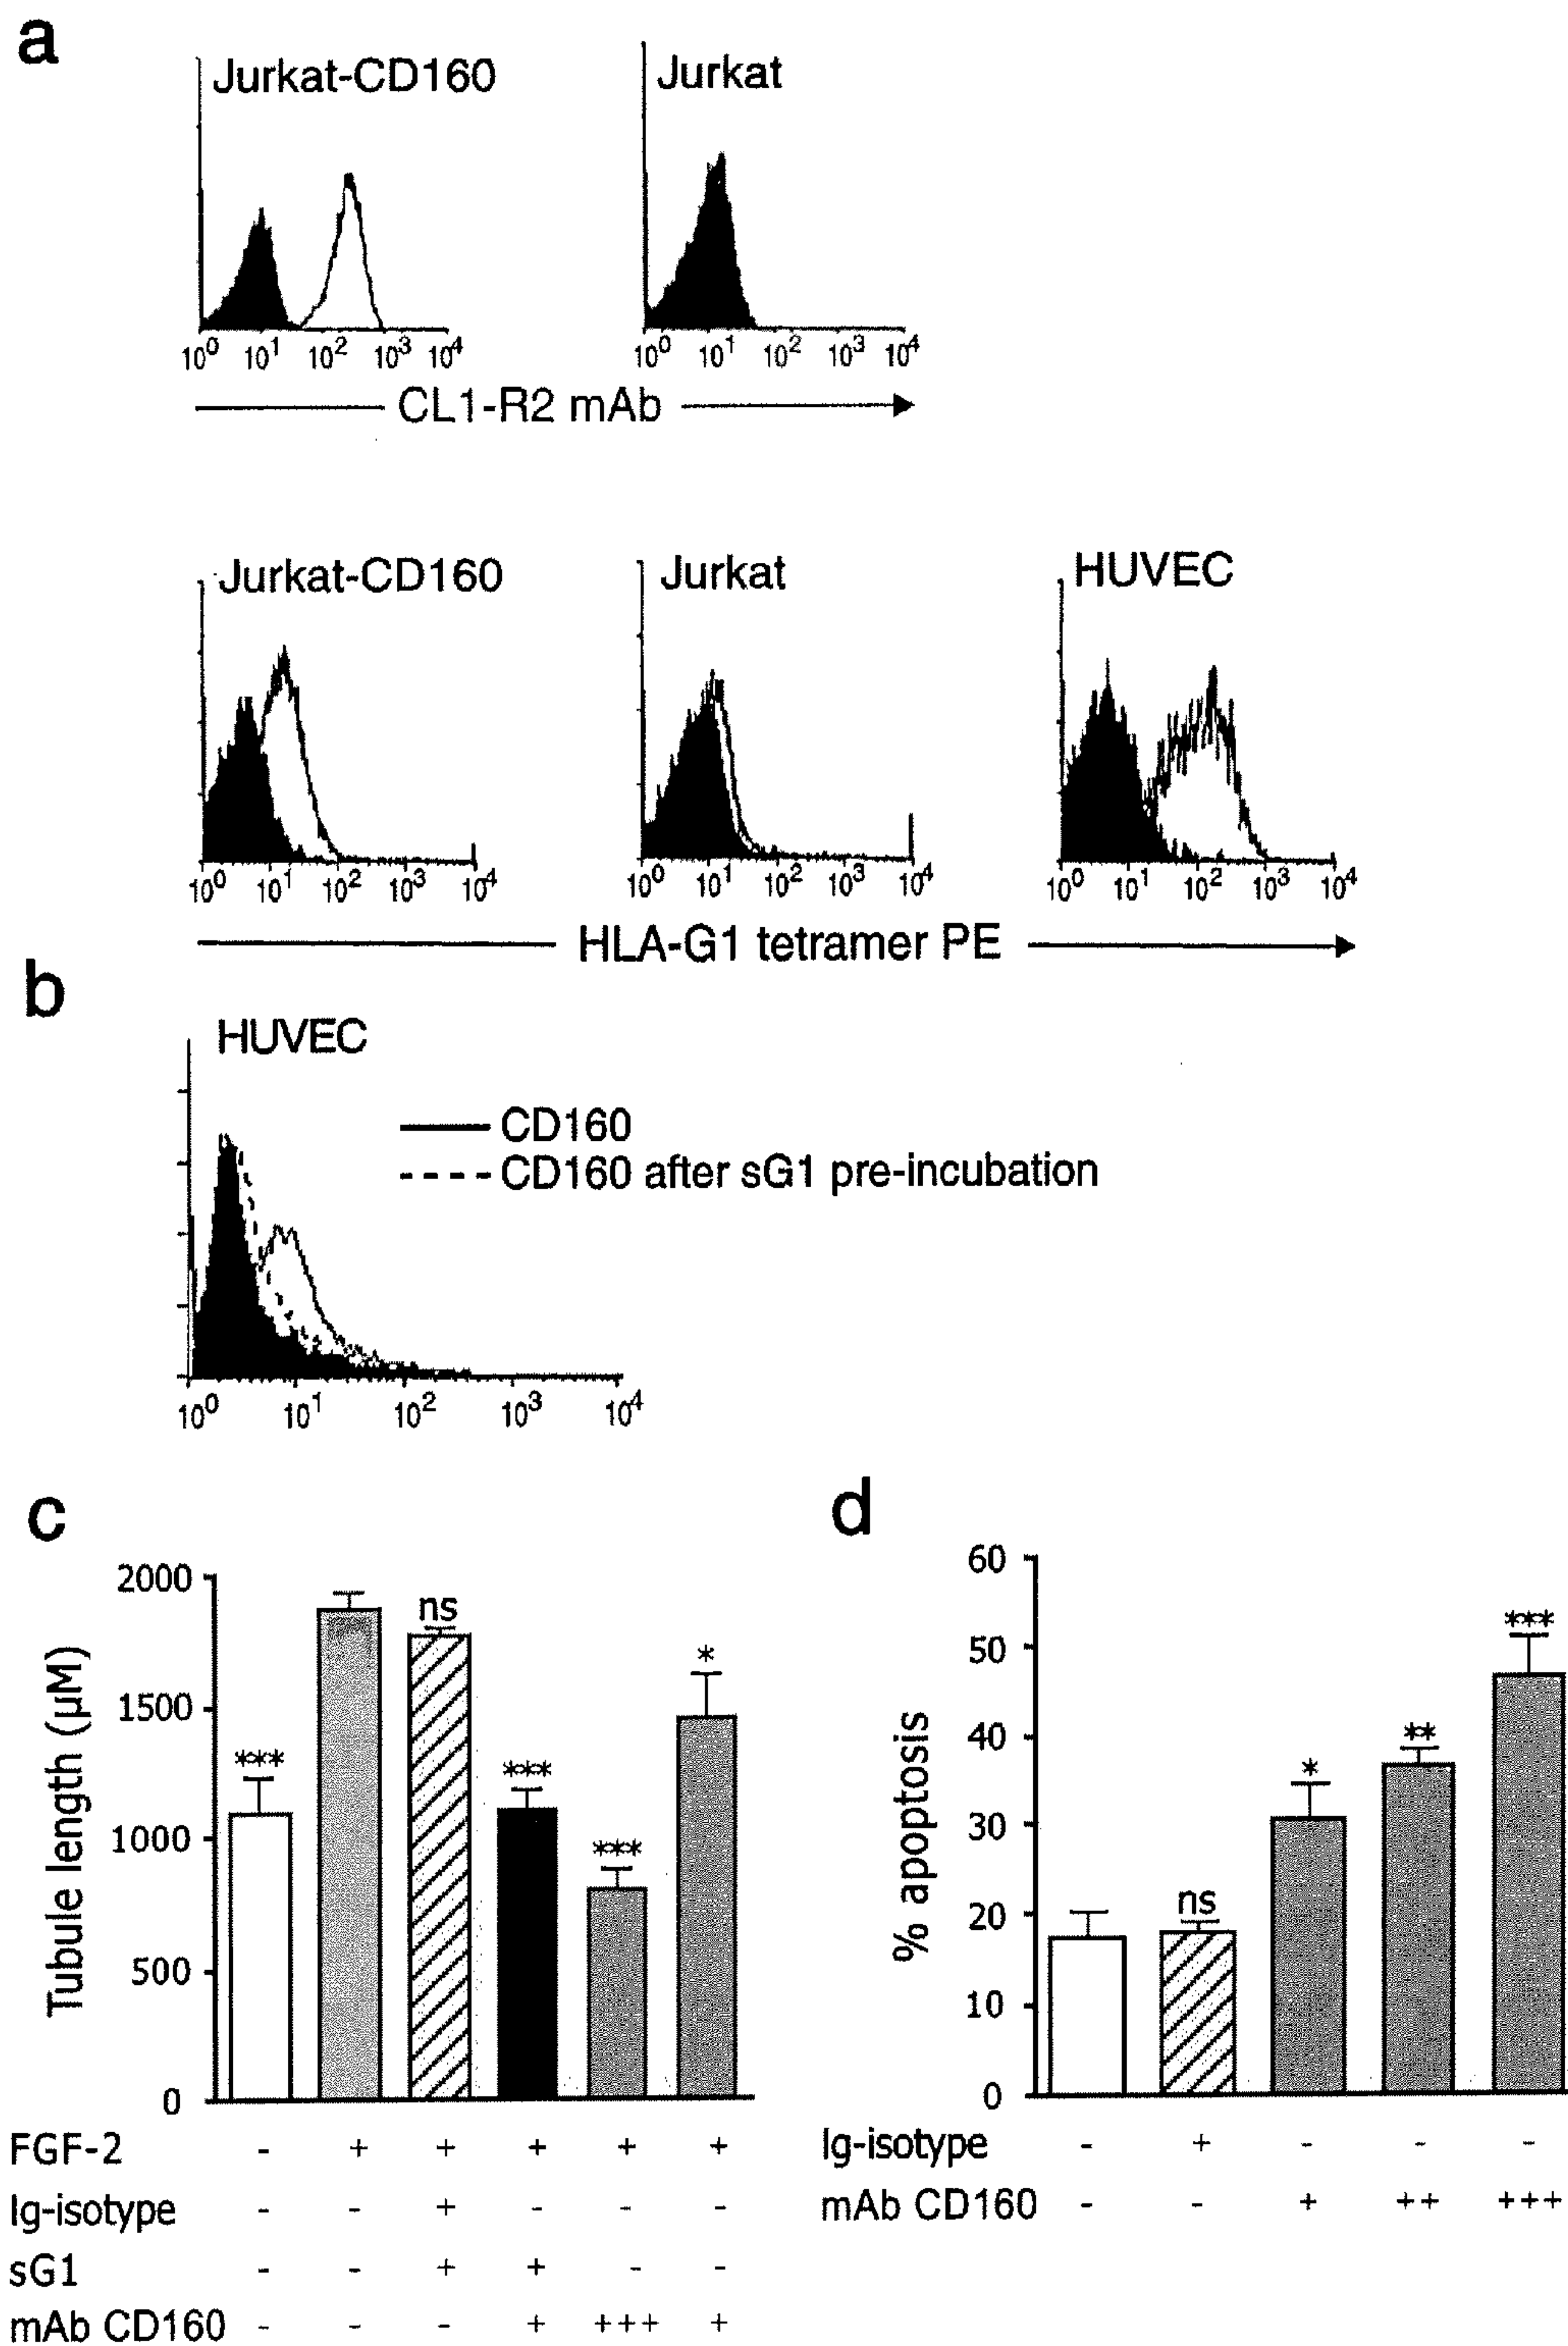 a
Jurkat-CD160
Jurkat
10⁰ 10¹ 10² 10³ 10⁴
10⁰ 10¹ 10² 10³ 10⁴
CL1-R2 mAb
Jurkat-CD160
Jurkat
HUVEC
10⁰ 10¹ 10² 10³ 10⁴
10⁰ 10¹ 10² 10³ 10⁴
10⁰ 10¹ 10² 10³ 10⁴
HLA-G1 tetramer PE
b
HUVEC
CD160
CD160 after sG1 pre-incubation
10⁰ 10¹ 10² 10³ 10⁴
c
Tubule length (µM)
2000
1500
1000
500
0
***
ns
***
***
*
FGF-2 - + + + + +
Ig-isotype - - + - - -
sG1 - - + + - -
mAb CD160 - - - + +++ +
d
% apoptosis
60
50
40
30
20
10
0
ns
*
**
***
Ig-isotype - + - - -
mAb CD160 - - + ++ +++